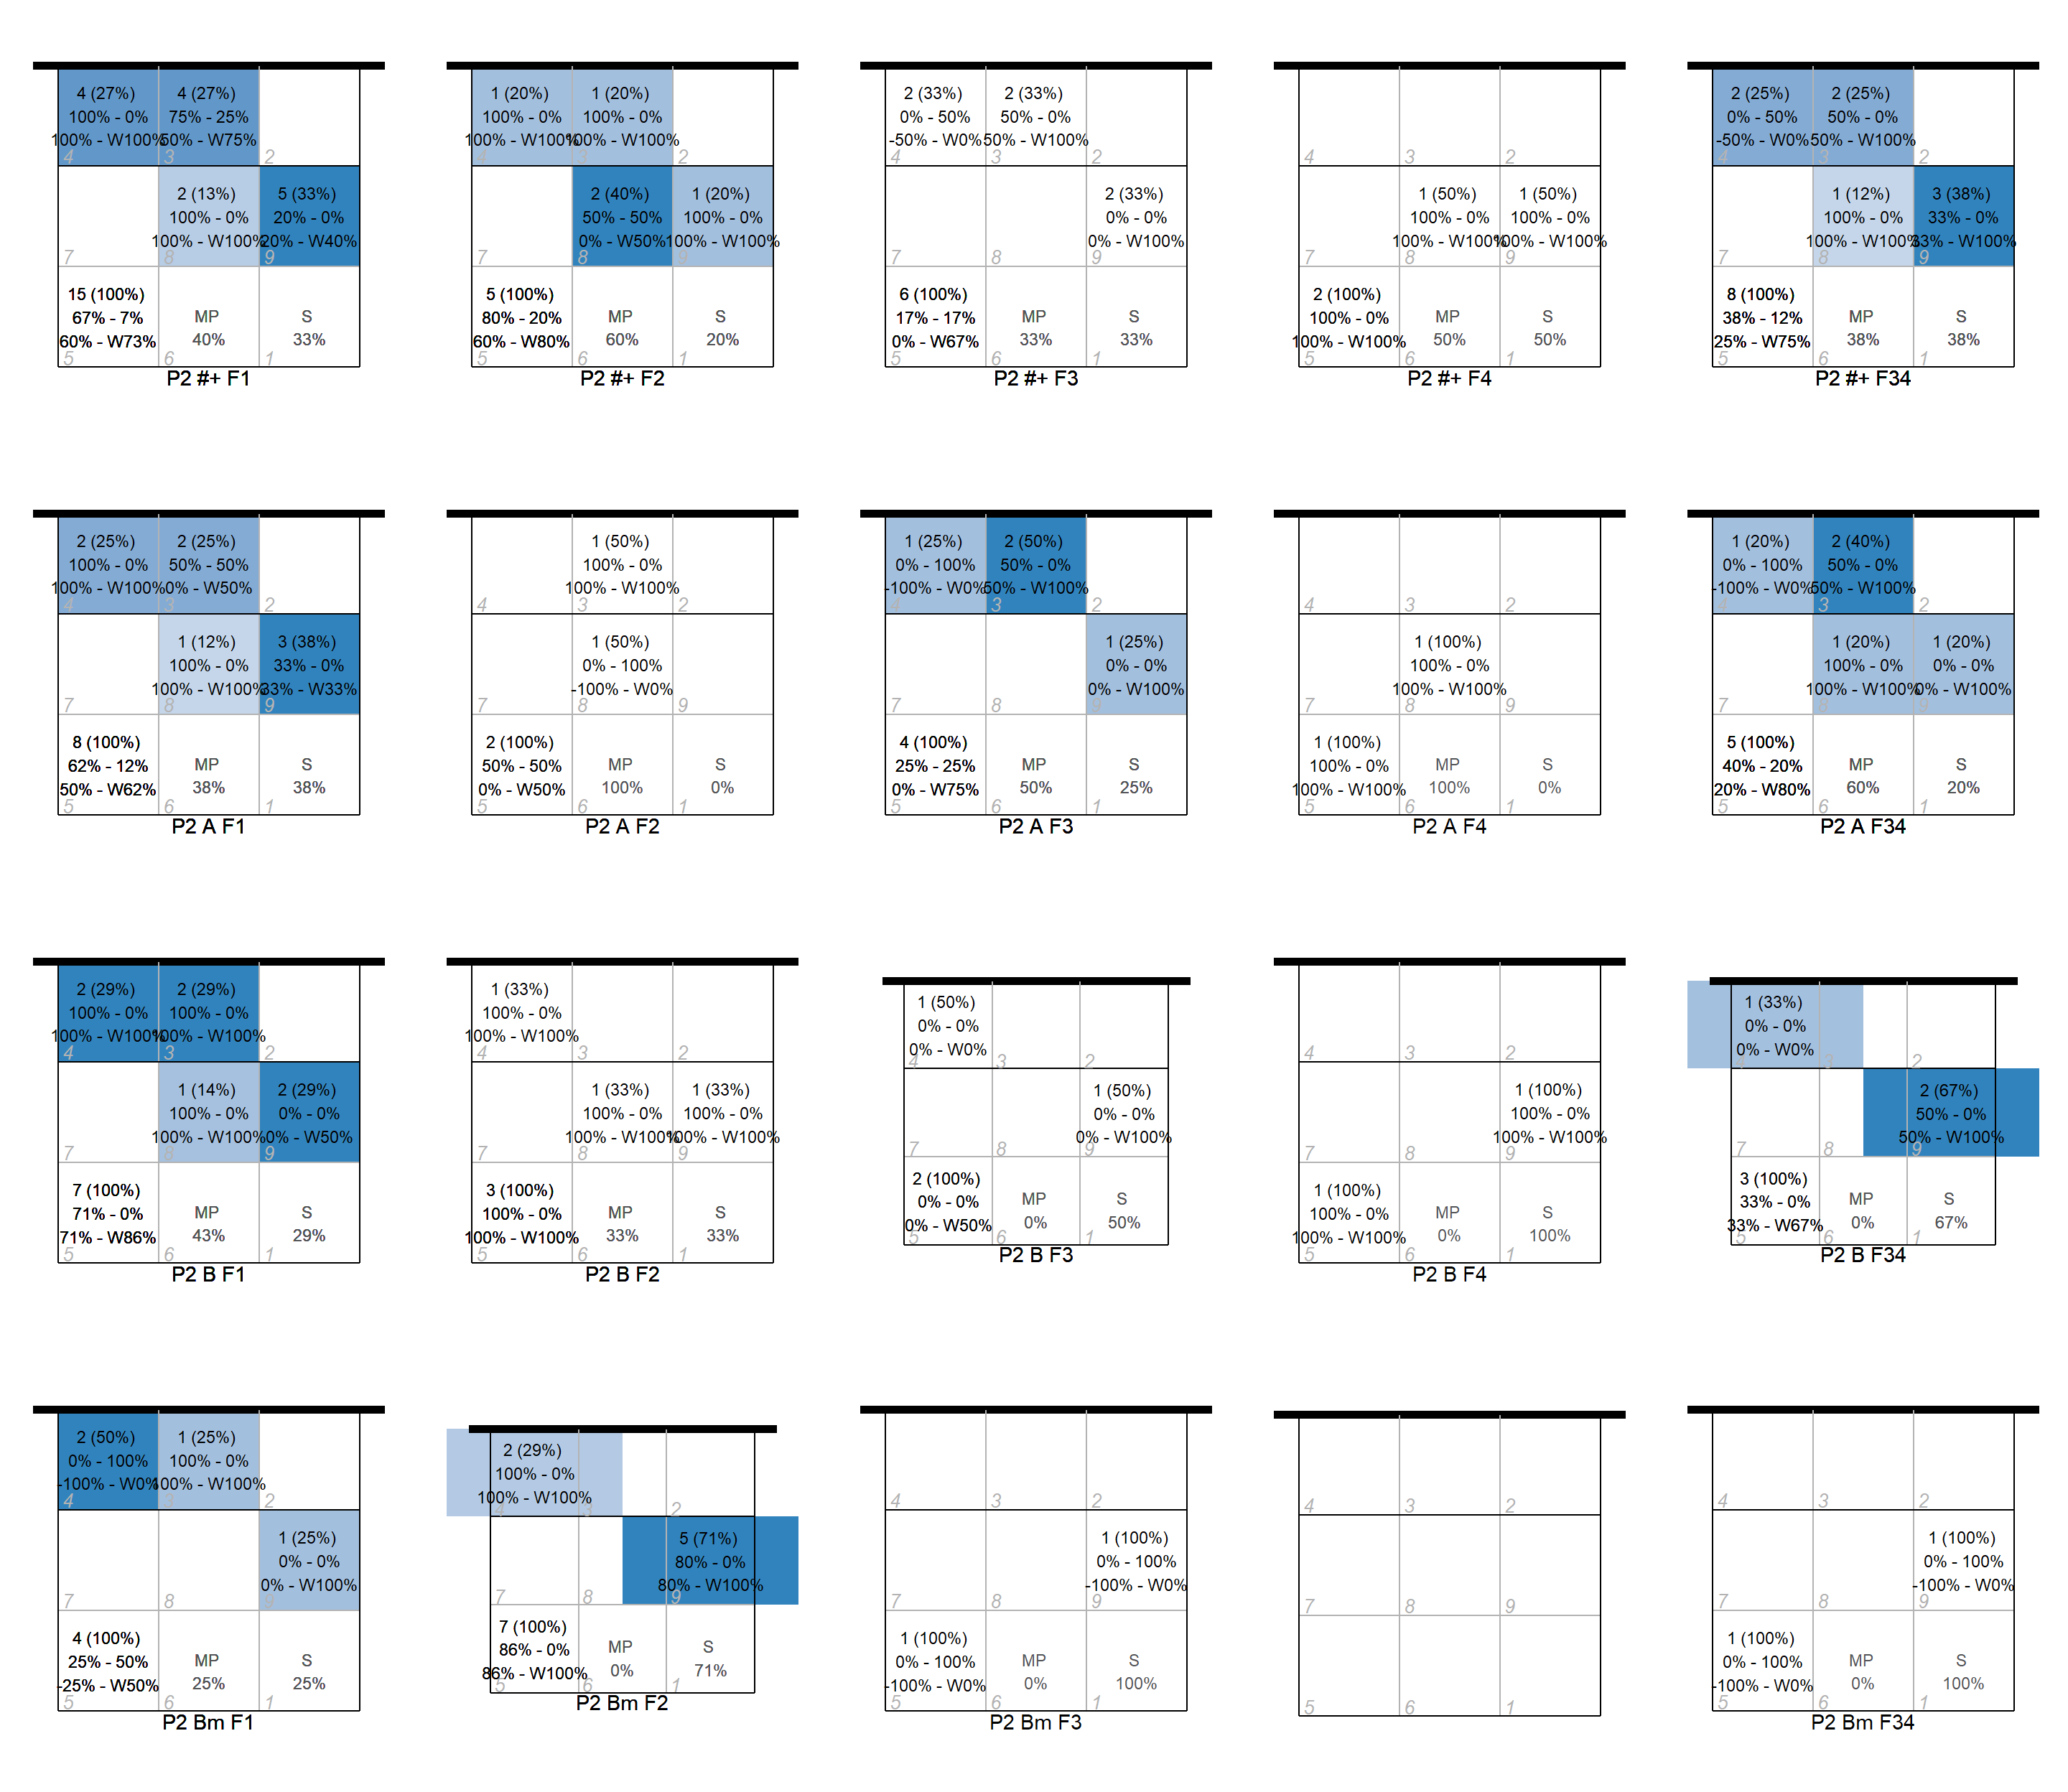 4 (27%) 4 (27%)
100% - 0% 75% - 25%
100% - W100% 50% - W75%
4 3 2
2 (13%) 5 (33%)
100% - 0% 20% - 0%
100% - W100% 20% - W40%
7 8 9
15 (100%)
67% - 7% MP S
60% - W73% 40% 33%
5 6 1
P2 #+ F1
1 (20%) 1 (20%)
100% - 0% 100% - 0%
100% - W100% 100% - W100%
4 3 2
2 (40%) 1 (20%)
50% - 50% 100% - 0%
0% - W50% 100% - W100%
7 8 9
5 (100%)
80% - 20% MP S
60% - W80% 60% 20%
5 6 1
P2 #+ F2
2 (33%) 2 (33%)
0% - 50% 50% - 0%
-50% - W0% 50% - W100%
4 3 2
2 (33%)
0% - 0%
0% - W100%
7 8 9
6 (100%)
17% - 17% MP S
0% - W67% 33% 33%
5 6 1
P2 #+ F3
4 3 2
1 (50%) 1 (50%)
100% - 0% 100% - 0%
100% - W100% 100% - W100%
7 8 9
2 (100%)
100% - 0% MP S
100% - W100% 50% 50%
5 6 1
P2 #+ F4
2 (25%) 2 (25%)
0% - 50% 50% - 0%
-50% - W0% 50% - W100%
4 3 2
1 (12%) 3 (38%)
100% - 0% 33% - 0%
100% - W100% 33% - W100%
7 8 9
8 (100%)
38% - 12% MP S
25% - W75% 38% 38%
5 6 1
P2 #+ F34
2 (25%) 2 (25%)
100% - 0% 50% - 50%
100% - W100% 0% - W50%
4 3 2
1 (12%) 3 (38%)
100% - 0% 33% - 0%
100% - W100% 33% - W33%
7 8 9
8 (100%)
62% - 12% MP S
50% - W62% 38% 38%
5 6 1
P2 A F1
1 (50%)
100% - 0%
100% - W100%
4 3 2
1 (50%)
0% - 100%
-100% - W0%
7 8 9
2 (100%)
50% - 50% MP S
0% - W50% 100% 0%
5 6 1
P2 A F2
1 (25%) 2 (50%)
0% - 100% 50% - 0%
-100% - W0% 50% - W100%
4 3 2
1 (25%)
0% - 0%
0% - W100%
7 8 9
4 (100%)
25% - 25% MP S
0% - W75% 50% 25%
5 6 1
P2 A F3
4 3 2
1 (100%)
100% - 0%
100% - W100%
7 8 9
1 (100%)
100% - 0% MP S
100% - W100% 100% 0%
5 6 1
P2 A F4
1 (20%) 2 (40%)
0% - 100% 50% - 0%
-100% - W0% 50% - W100%
4 3 2
1 (20%) 1 (20%)
100% - 0% 0% - 0%
100% - W100% 0% - W100%
7 8 9
5 (100%)
40% - 20% MP S
20% - W80% 60% 20%
5 6 1
P2 A F34
2 (29%) 2 (29%)
100% - 0% 100% - 0%
100% - W100% 100% - W100%
4 3 2
1 (14%) 2 (29%)
100% - 0% 0% - 0%
100% - W100% 0% - W50%
7 8 9
7 (100%)
71% - 0% MP S
71% - W86% 43% 29%
5 6 1
P2 B F1
1 (33%)
100% - 0%
100% - W100%
4 3 2
1 (33%) 1 (33%)
100% - 0% 100% - 0%
100% - W100% 100% - W100%
7 8 9
3 (100%)
100% - 0% MP S
100% - W100% 33% 33%
5 6 1
P2 B F2
1 (50%)
0% - 0%
0% - W0%
4 3 2
1 (50%)
0% - 0%
0% - W100%
7 8 9
2 (100%)
0% - 0% MP S
0% - W50% 0% 50%
5 6 1
P2 B F3
4 3 2
1 (100%)
100% - 0%
100% - W100%
7 8 9
1 (100%)
100% - 0% MP S
100% - W100% 0% 100%
5 6 1
P2 B F4
1 (33%)
0% - 0%
0% - W0%
4 3 2
2 (67%)
50% - 0%
50% - W100%
7 8 9
3 (100%)
33% - 0% MP S
33% - W67% 0% 67%
5 6 1
P2 B F34
2 (50%) 1 (25%)
0% - 100% 100% - 0%
-100% - W0% 100% - W100%
4 3 2
1 (25%)
0% - 0%
0% - W100%
7 8 9
4 (100%)
25% - 50% MP S
-25% - W50% 25% 25%
5 6 1
P2 Bm F1
2 (29%)
100% - 0%
100% - W100%
4 3 2
5 (71%)
80% - 0%
80% - W100%
7 8 9
7 (100%)
86% - 0% MP S
86% - W100% 0% 71%
5 6 1
P2 Bm F2
4 3 2
1 (100%)
0% - 100%
-100% - W0%
7 8 9
1 (100%)
0% - 100% MP S
-100% - W0% 0% 100%
5 6 1
P2 Bm F3
4 3 2
7 8 9
5 6 1
4 3 2
1 (100%)
0% - 100%
-100% - W0%
7 8 9
1 (100%)
0% - 100% MP S
-100% - W0% 0% 100%
5 6 1
P2 Bm F34